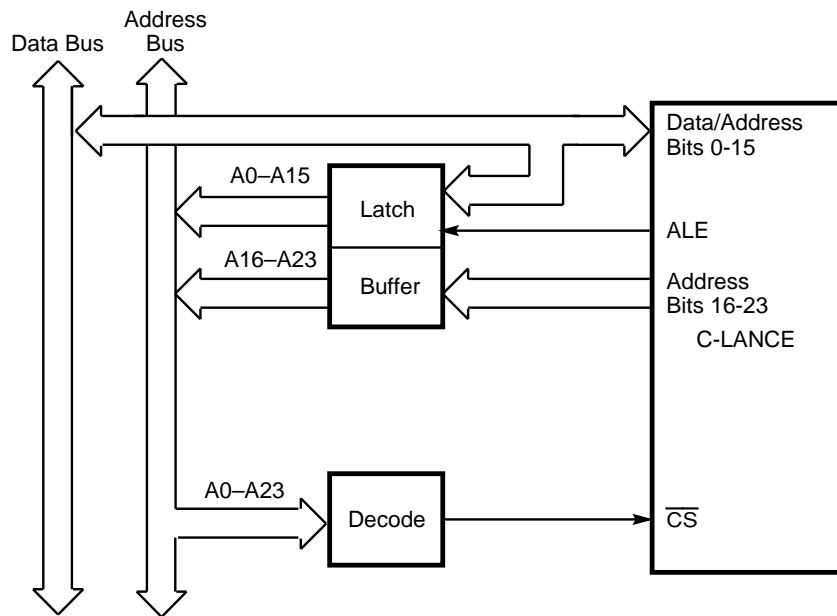 Address
Bus
Data Bus
Data/Address
Bits 0-15
A0–A15
Latch
ALE
A16–A23
Buffer
Address
Bits 16-23
C-LANCE
A0–A23
Decode
CS